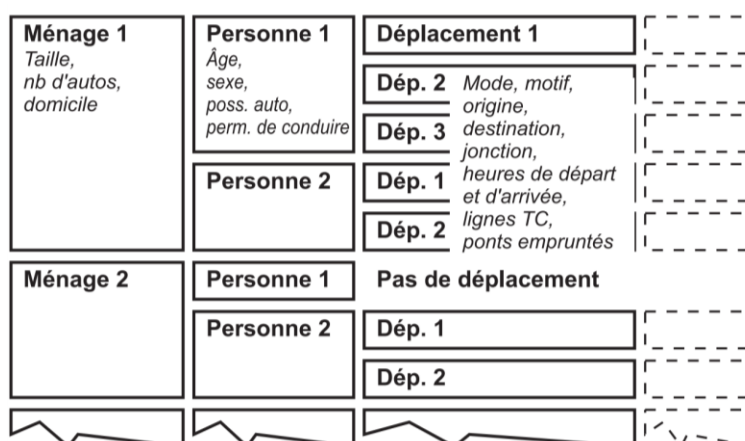 Ménage 1
Taille,
nb d'autos,
domicile
Personne 1
Âge,
sexe,
poss. auto,
perm. de conduire
Déplacement 1
Dép. 2
Dép. 3
Mode, motif,
origine,
destination,
jonction,
heures de départ
et d'arrivée,
lignes TC,
ponts empruntés
Personne 2
Dép. 1
Dép. 2
Ménage 2
Personne 1
Pas de déplacement
Personne 2
Dép. 1
Dép. 2